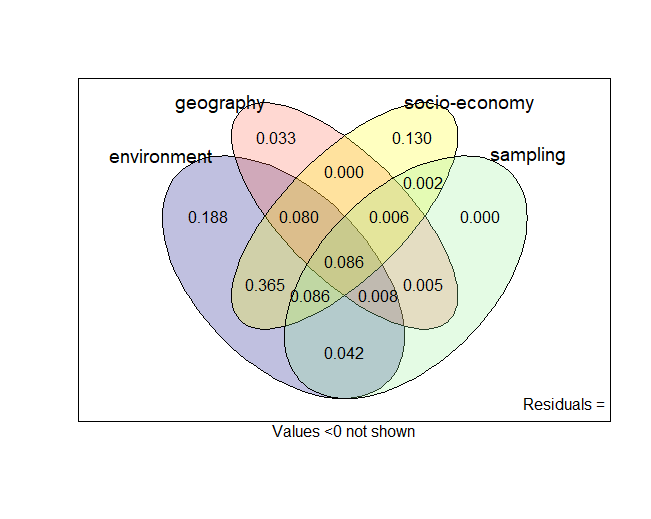 geography
socio-economy
environment
sampling
0.033
0.130
0.000
0.002
0.188
0.080
0.006
0.000
0.086
0.365
0.086
0.008
0.005
0.042
Residuals =
Values <0 not shown